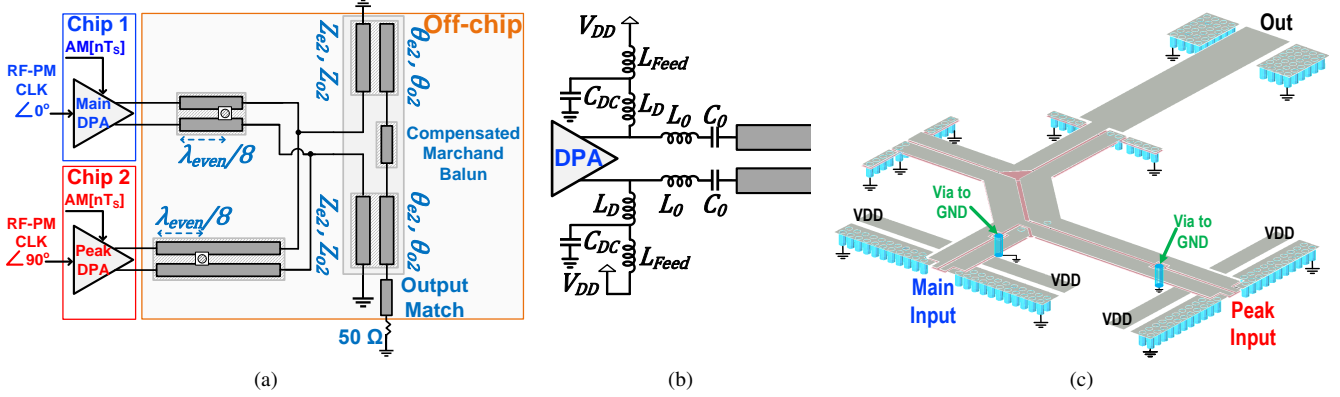 Chip 1
AM[nTS]
RF-PM
CLK
∠0°
Main
DPA
λeven/8
Chip 2
AM[nTS]
RF-PM
CLK
∠90°
Peak
DPA
λeven/8
Off-chip
Ze2, Zo2
θe2, θo2
Compensated
Marchand
Balun
Ze2, Zo2
θe2, θo2
Output
Match
50 Ω
(a)
VDD
LFeed
CDC
LD
L0
C0
DPA
LD
L0
C0
CDC
LFeed
VDD
(b)
Out
Via to
GND
Via to
GND
VDD
VDD
VDD
VDD
Main
Input
Peak
Input
(c)